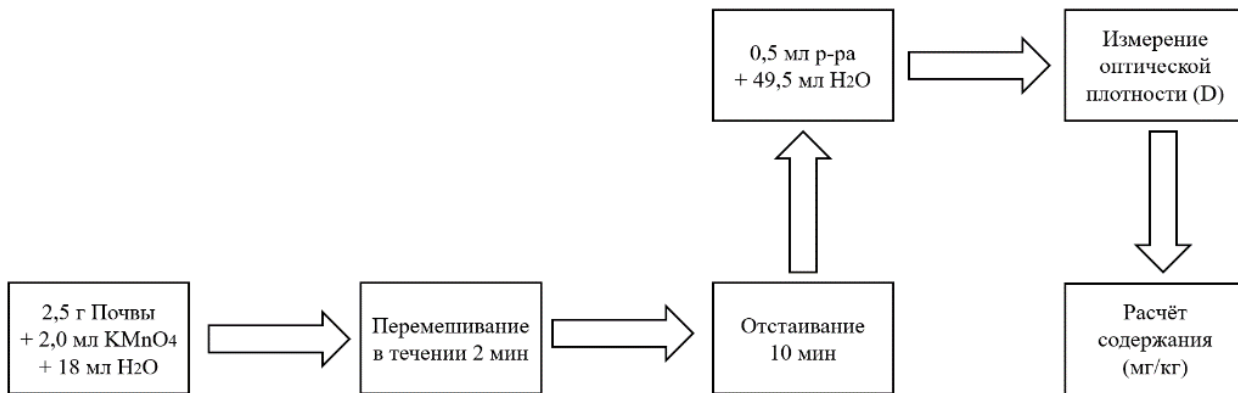 2,5 г Почвы
+ 2,0 мл KMnO4
+ 18 мл H2O
Перемешивание
в течении 2 мин
Отстаивание
10 мин
0,5 мл р-ра
+ 49,5 мл H2O
Измерение
оптической
плотности (D)
Расчёт
содержания
(мг/кг)